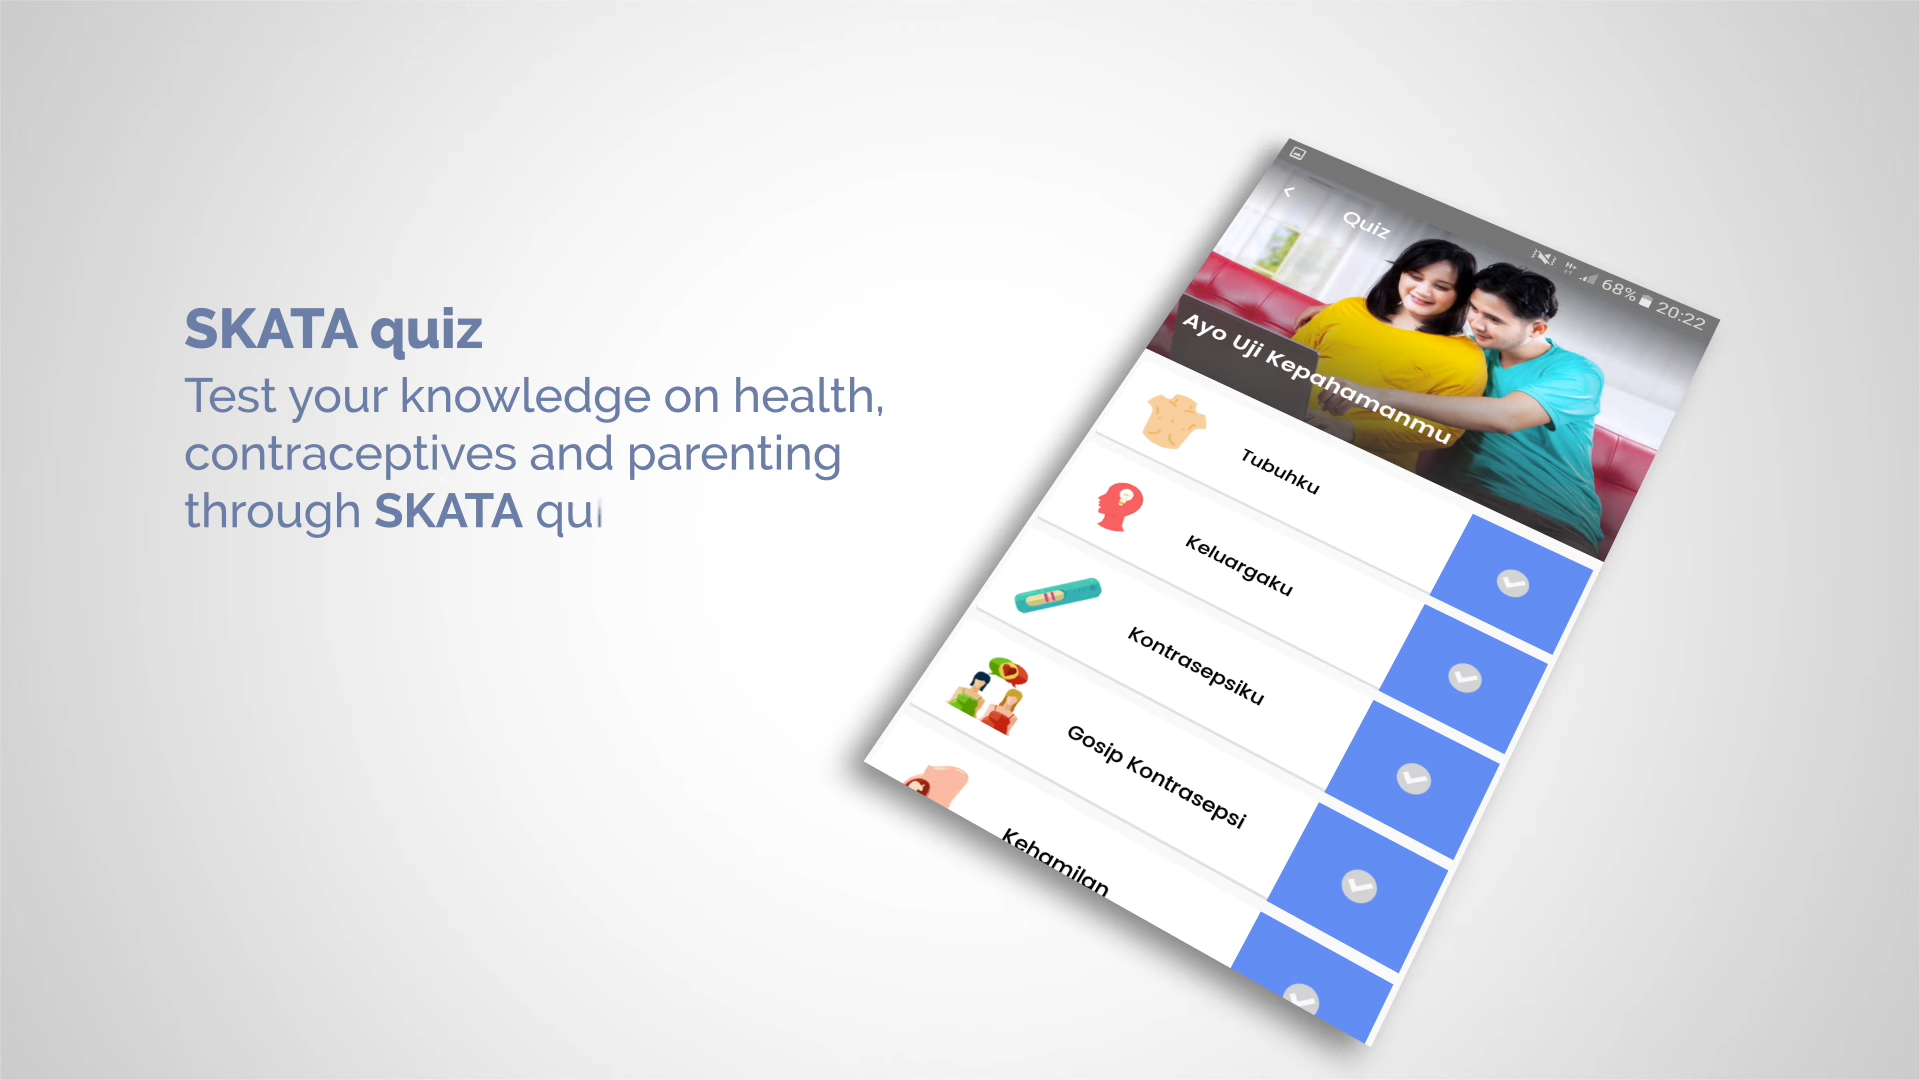 SKATA quiz
Test your knowledge on health,
contraceptives and parenting
through SKATA qui
68% 20:22
Quiz
Ayo Uji Kepahamanmu
Tubuhku
Keluargaku
Kontrasepsiku
Gosip Kontrasepsi
Kehamilan